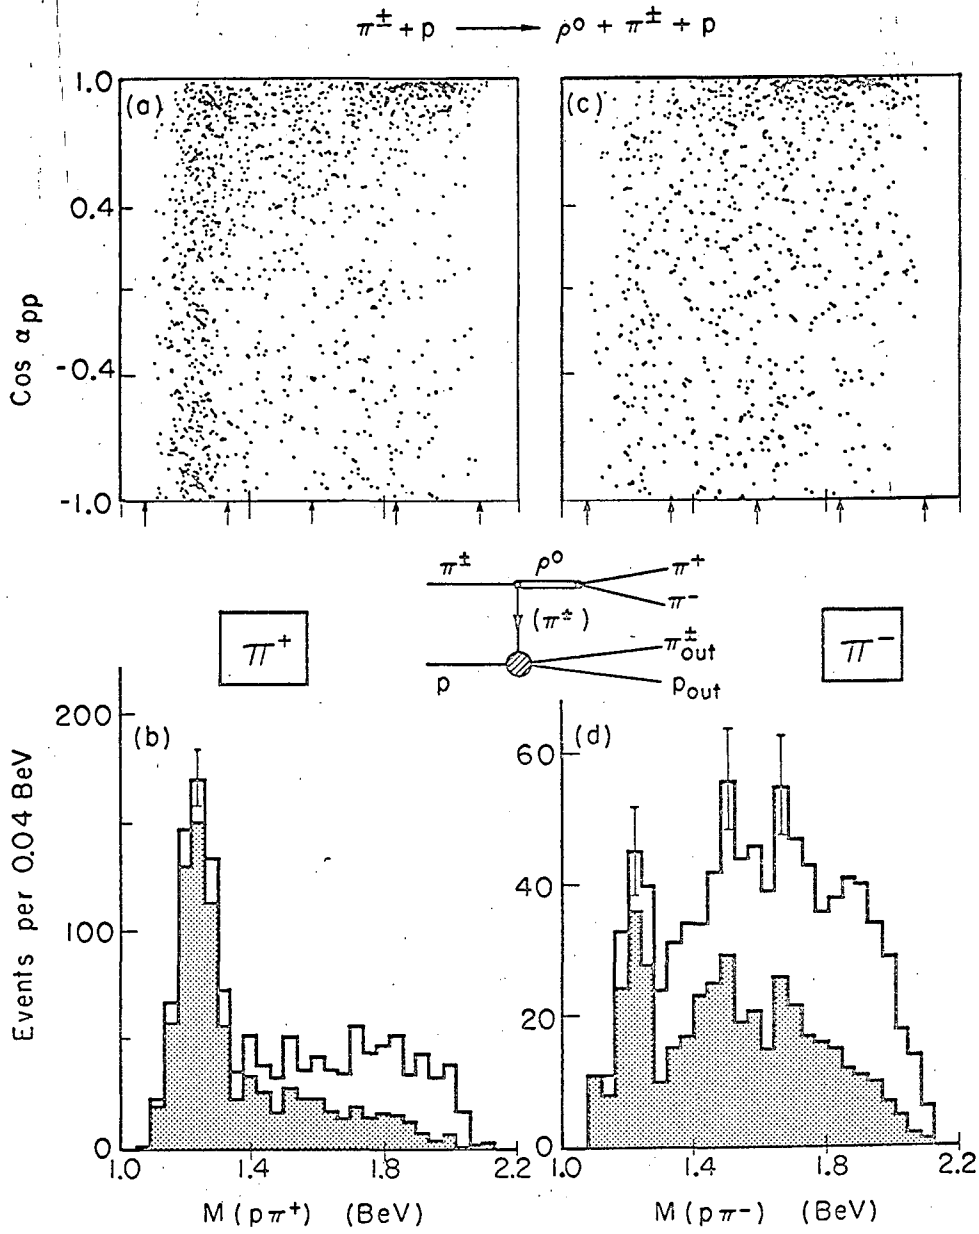 π± + p → ρ⁰ + π± + p
(a)
(c)
1.0
0.4
-0.4
-1.0
Cos αpp
π±
ρ⁰
π+
π-
(π±)
π±out
p
pout
π+
π-
(b)
(d)
200
100
0
Events per 0.04 BeV
60
40
20
0
1.0
1.4
1.8
2.2
1.0
1.4
1.8
2.2
M(pπ+) (BeV)
M(pπ-) (BeV)